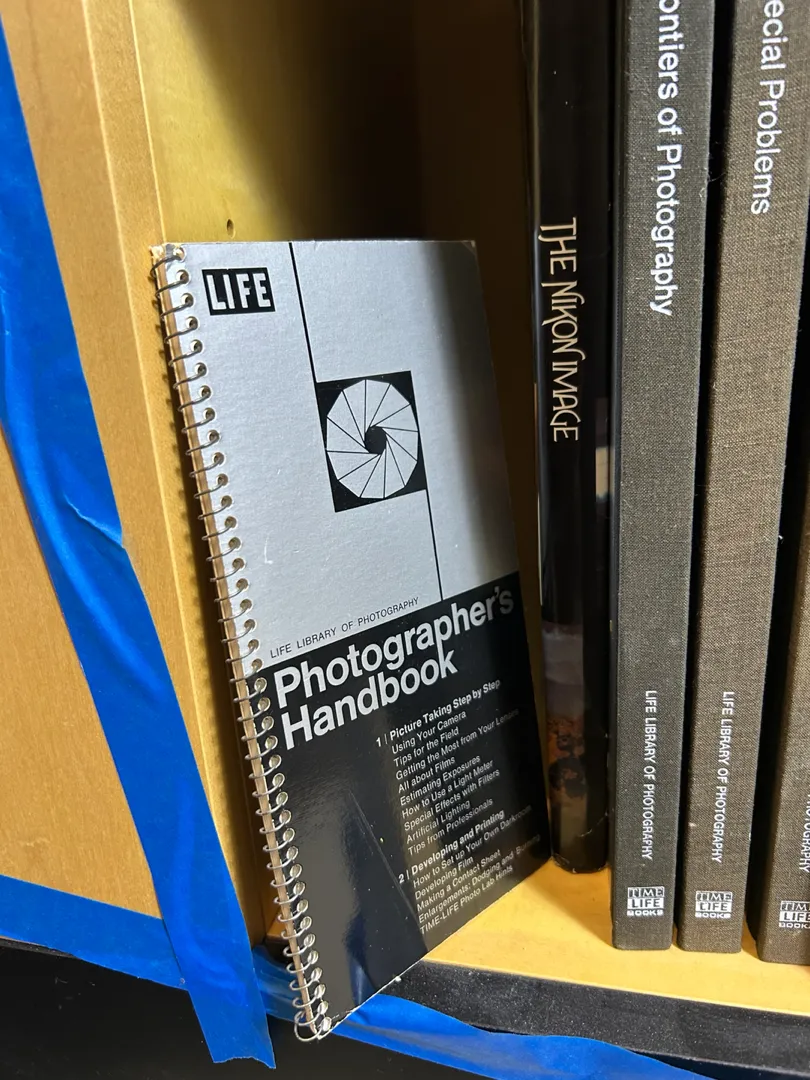 LIFE
LIFE LIBRARY OF PHOTOGRAPHY
Photographer's
Handbook
1 | Picture Taking Step by Step
Using Your Camera
Tips for the Field
Getting the Most from Your Lenses
All about Films
Estimating Exposures
How to Use a Light Meter
Special Effects with Filters
Artificial Lighting
Tips from Professionals
2 | Developing and Printing
How to Set up Your Own Darkroom
Developing Film
Making a Contact Sheet
Enlargements: Dodging and Burning
TIME-LIFE Photo Lab Hints
THE NIKON IMAGE
ontiers of Photography
LIFE LIBRARY OF PHOTOGRAPHY
TIME
LIFE
BOOKS
ecial Problems
LIFE LIBRARY OF PHOTOGRAPHY
TIME
LIFE
BOOKS
PHOTOGRAPHY
TIME
LIFE
BOOK